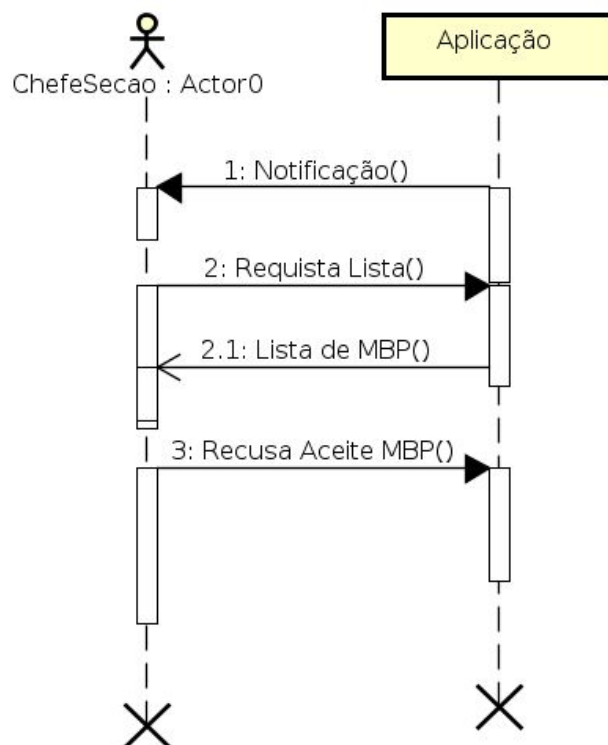 Aplicação
ChefeSecao : Actor0
1: Notificação()
2: Requista Lista()
2.1: Lista de MBP()
3: Recusa Aceite MBP()